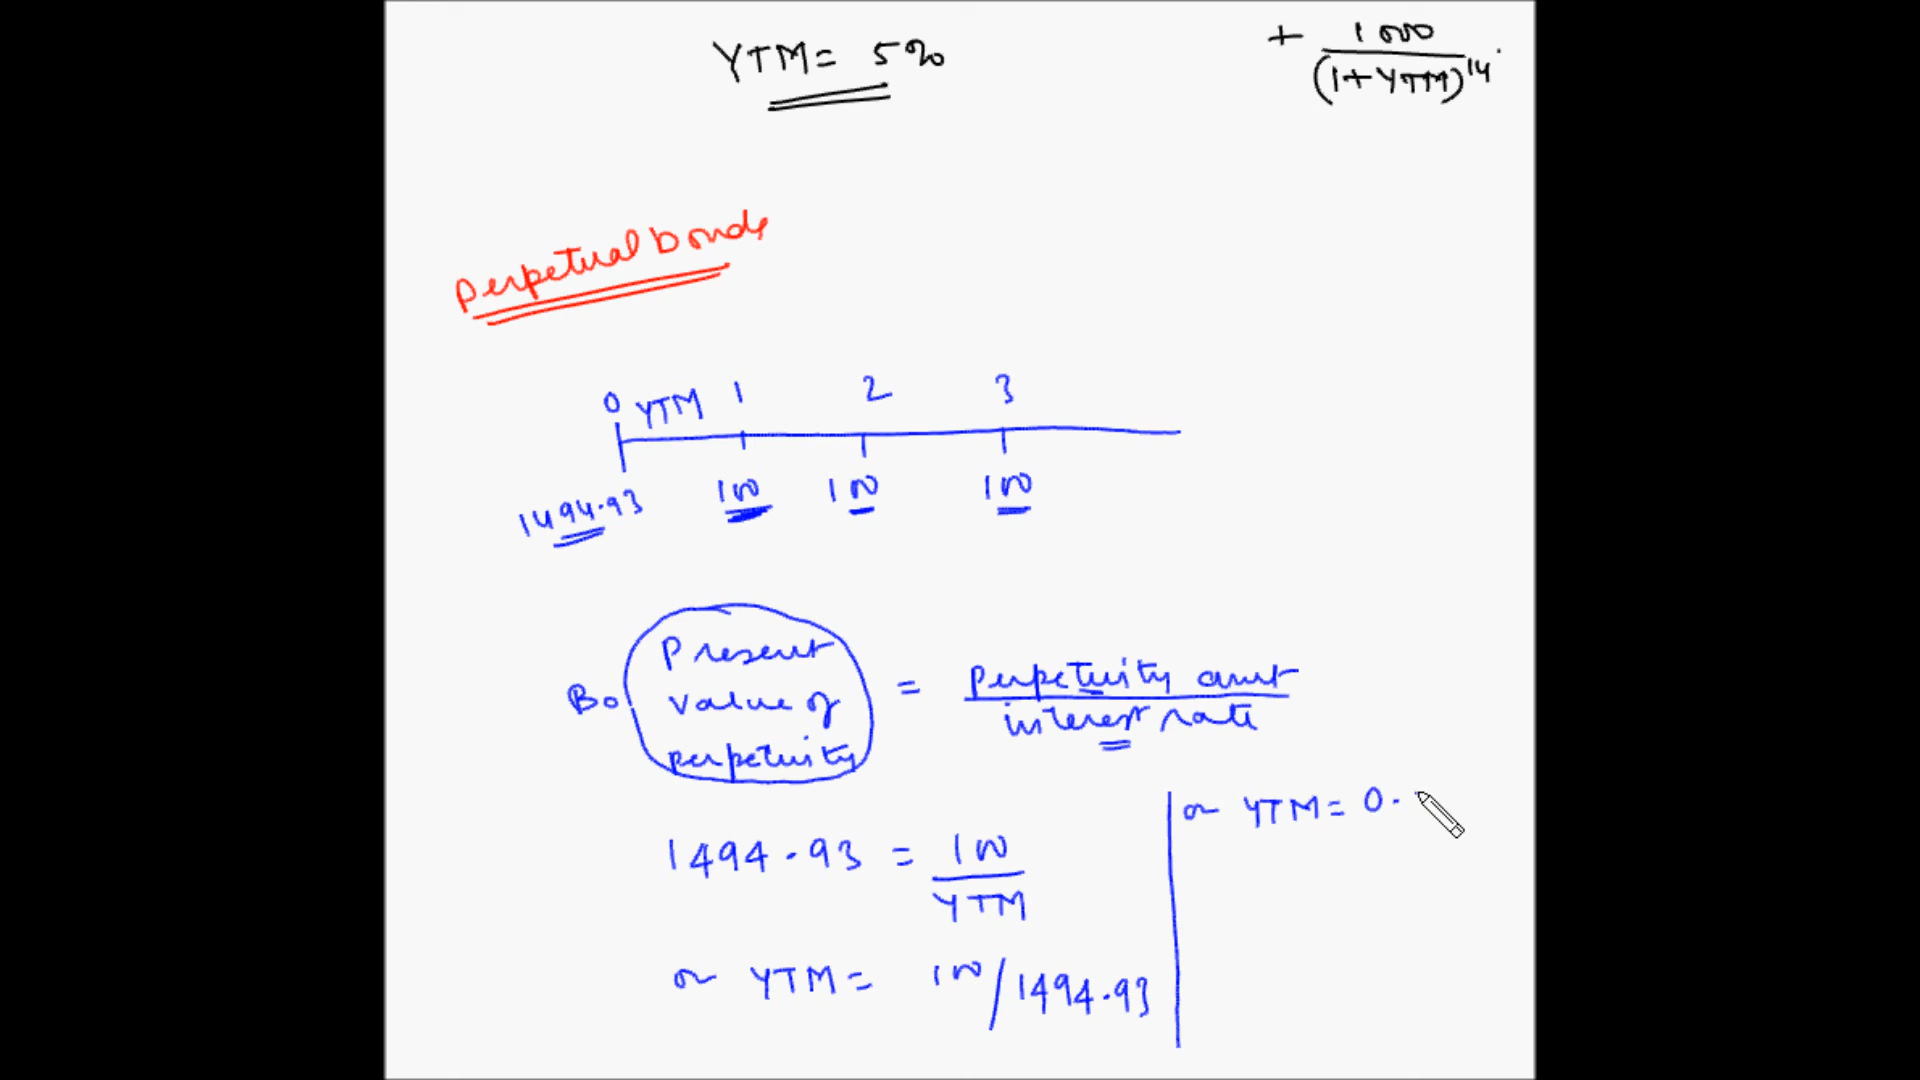 YTM = 5%
+ 1000
(1+YTM)^14
Perpetual bonds
0 YTM 1 2 3
1494.93 100 100 100
Present
value of
perpetuity
B0 = perpetuity amt
interest rate
1494.93 = 100
YTM
or YTM = 100/1494.93
or YTM = 0.